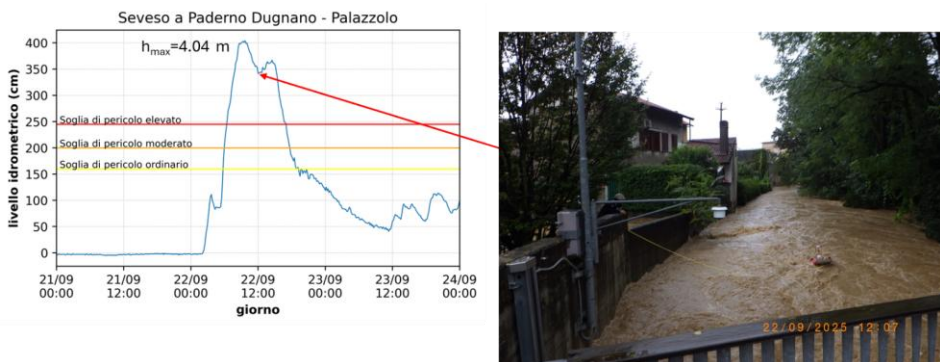 Seveso a Paderno Dugnano - Palazzolo
hmax=4.04 m
livello idrometrico (cm)
400
350
300
250
200
150
100
50
0
Soglia di pericolo elevato
Soglia di pericolo moderato
Soglia di pericolo ordinario
21/09 21/09 22/09 22/09 23/09 23/09 24/09
00:00 12:00 00:00 12:00 00:00 12:00 00:00
giorno
22/09/2025 12:07